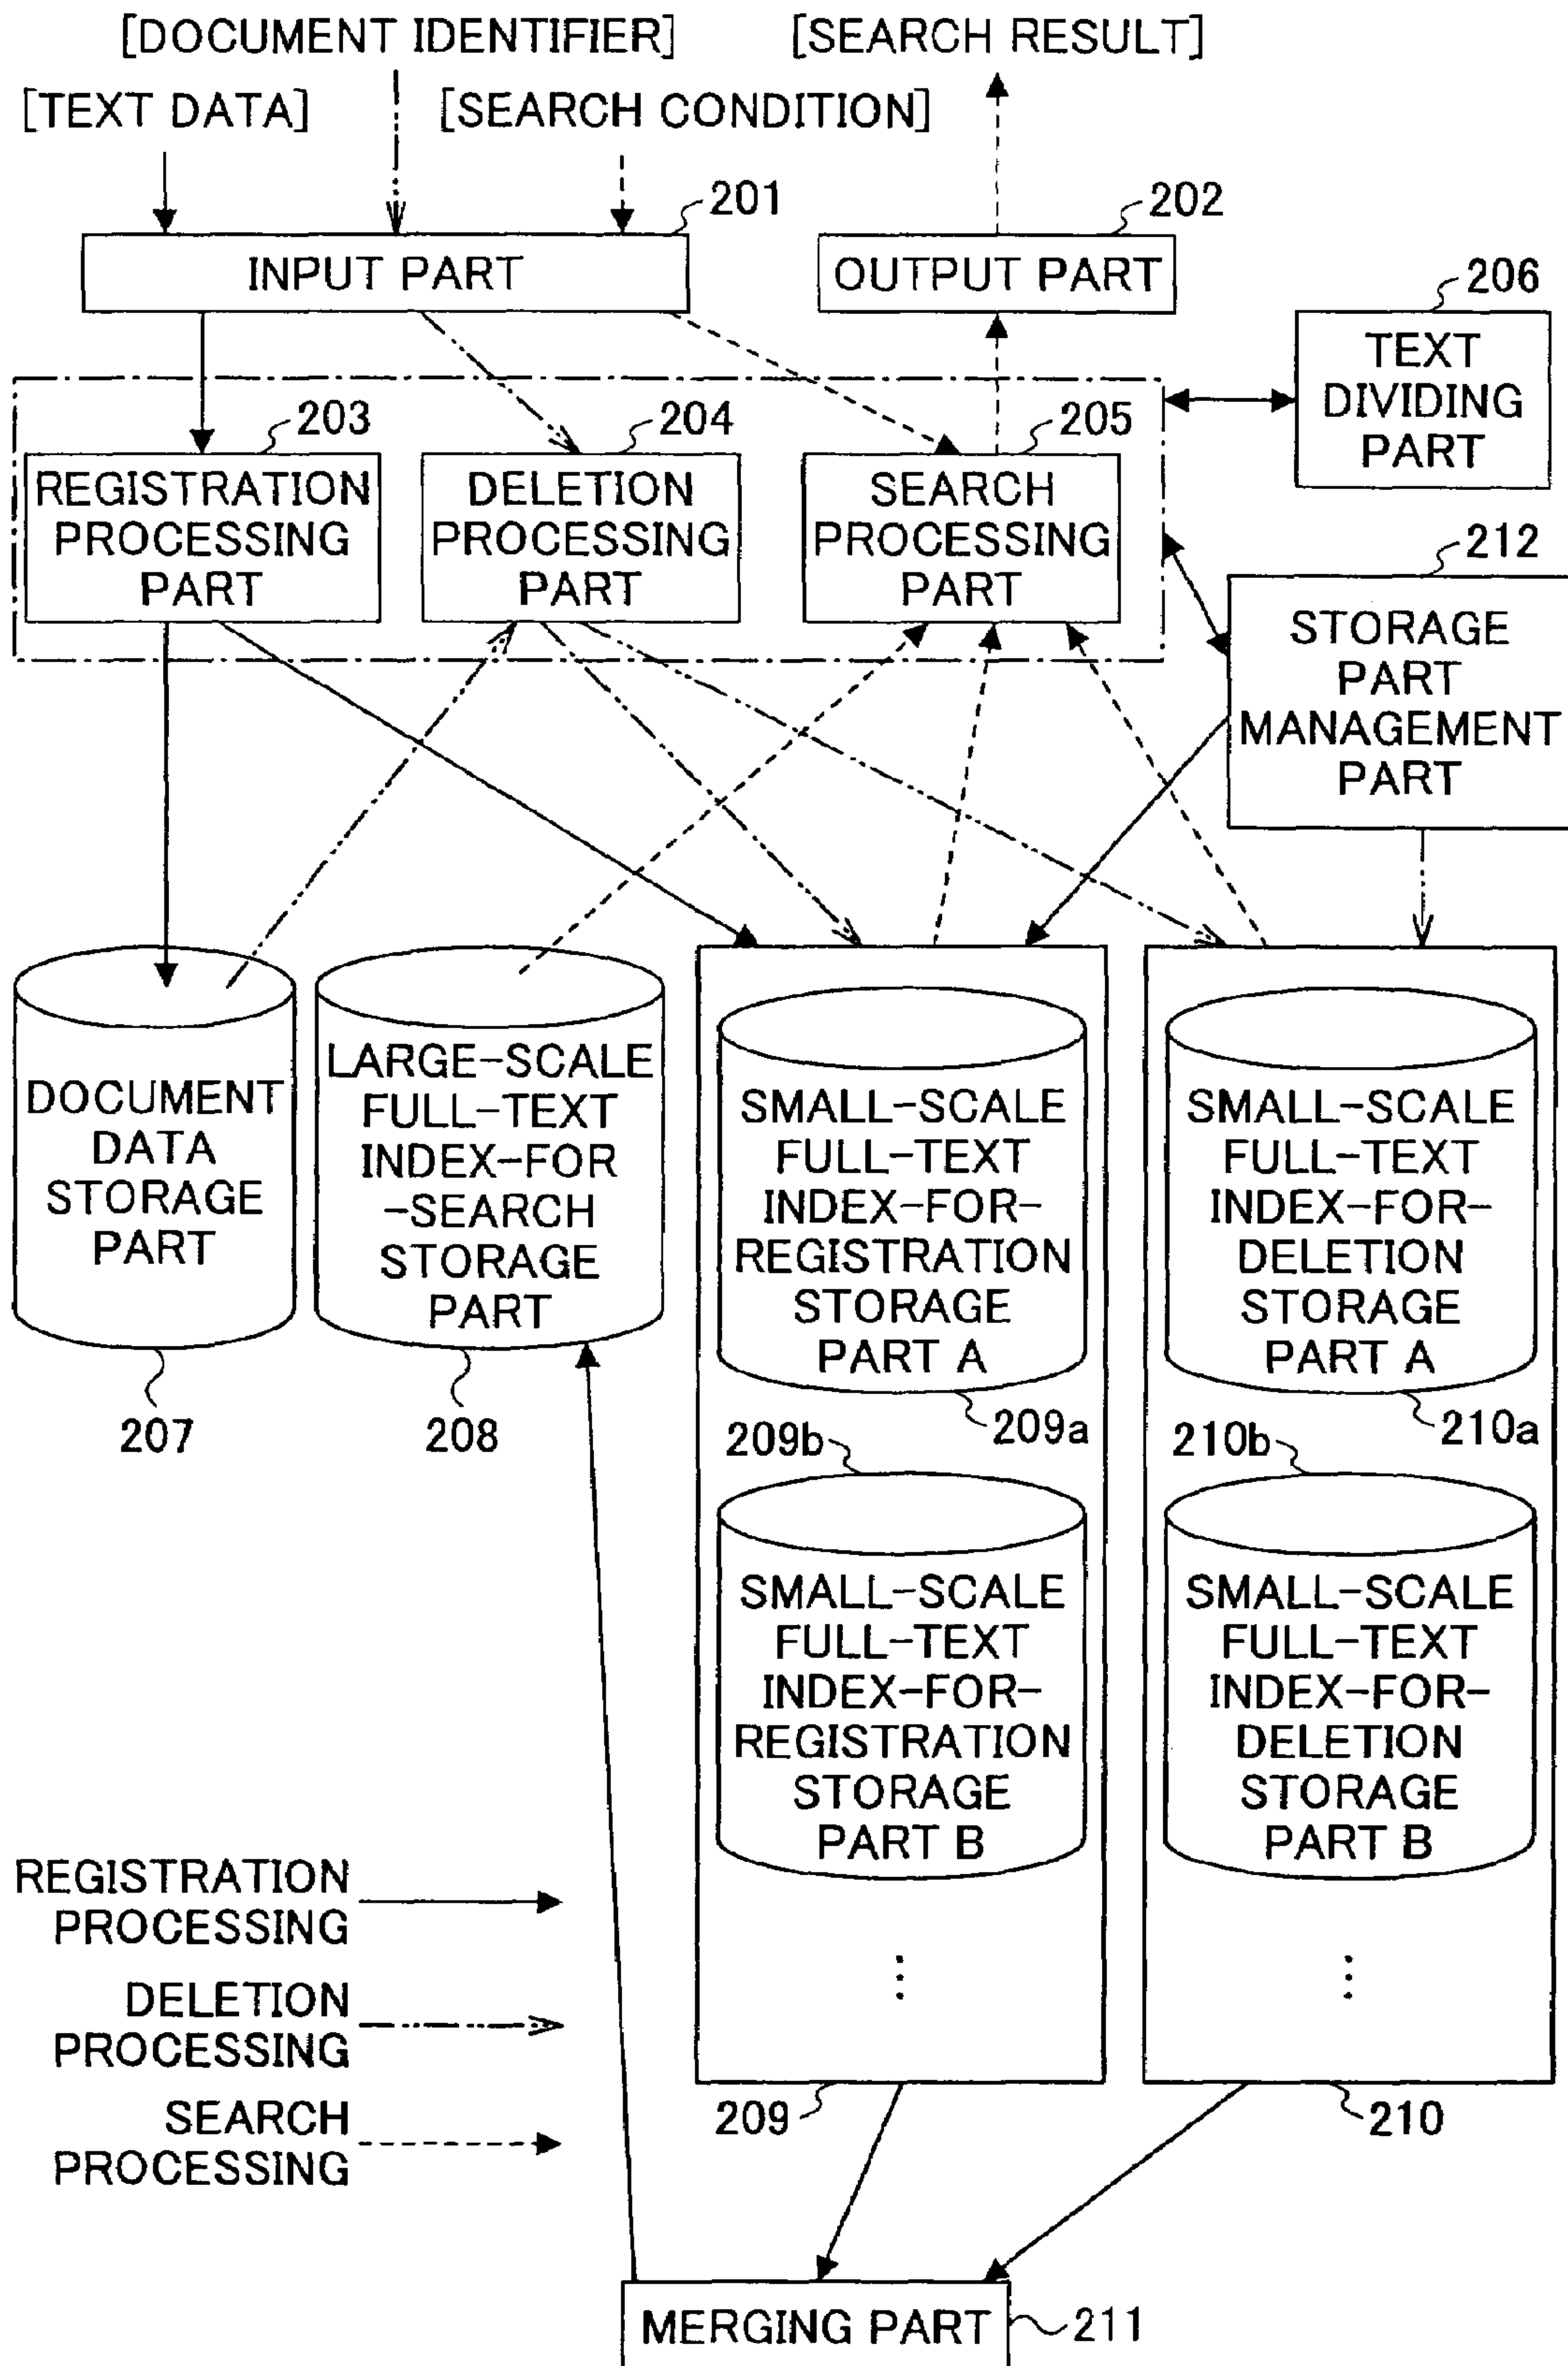 [DOCUMENT IDENTIFIER]
[SEARCH RESULT]
[TEXT DATA]
[SEARCH CONDITION]
201
INPUT PART
202
OUTPUT PART
206
TEXT
DIVIDING
PART
203
REGISTRATION
PROCESSING
PART
204
DELETION
PROCESSING
PART
205
SEARCH
PROCESSING
PART
212
STORAGE
PART
MANAGEMENT
PART
DOCUMENT
DATA
STORAGE
PART
207
LARGE-SCALE
FULL-TEXT
INDEX-FOR
-SEARCH
STORAGE
PART
208
SMALL-SCALE
FULL-TEXT
INDEX-FOR-
REGISTRATION
STORAGE
PART A
209a
SMALL-SCALE
FULL-TEXT
INDEX-FOR-
DELETION
STORAGE
PART A
210a
209b
SMALL-SCALE
FULL-TEXT
INDEX-FOR-
REGISTRATION
STORAGE
PART B
⋮
209
210b
SMALL-SCALE
FULL-TEXT
INDEX-FOR-
DELETION
STORAGE
PART B
⋮
210
REGISTRATION
PROCESSING
DELETION
PROCESSING
SEARCH
PROCESSING
MERGING PART
211